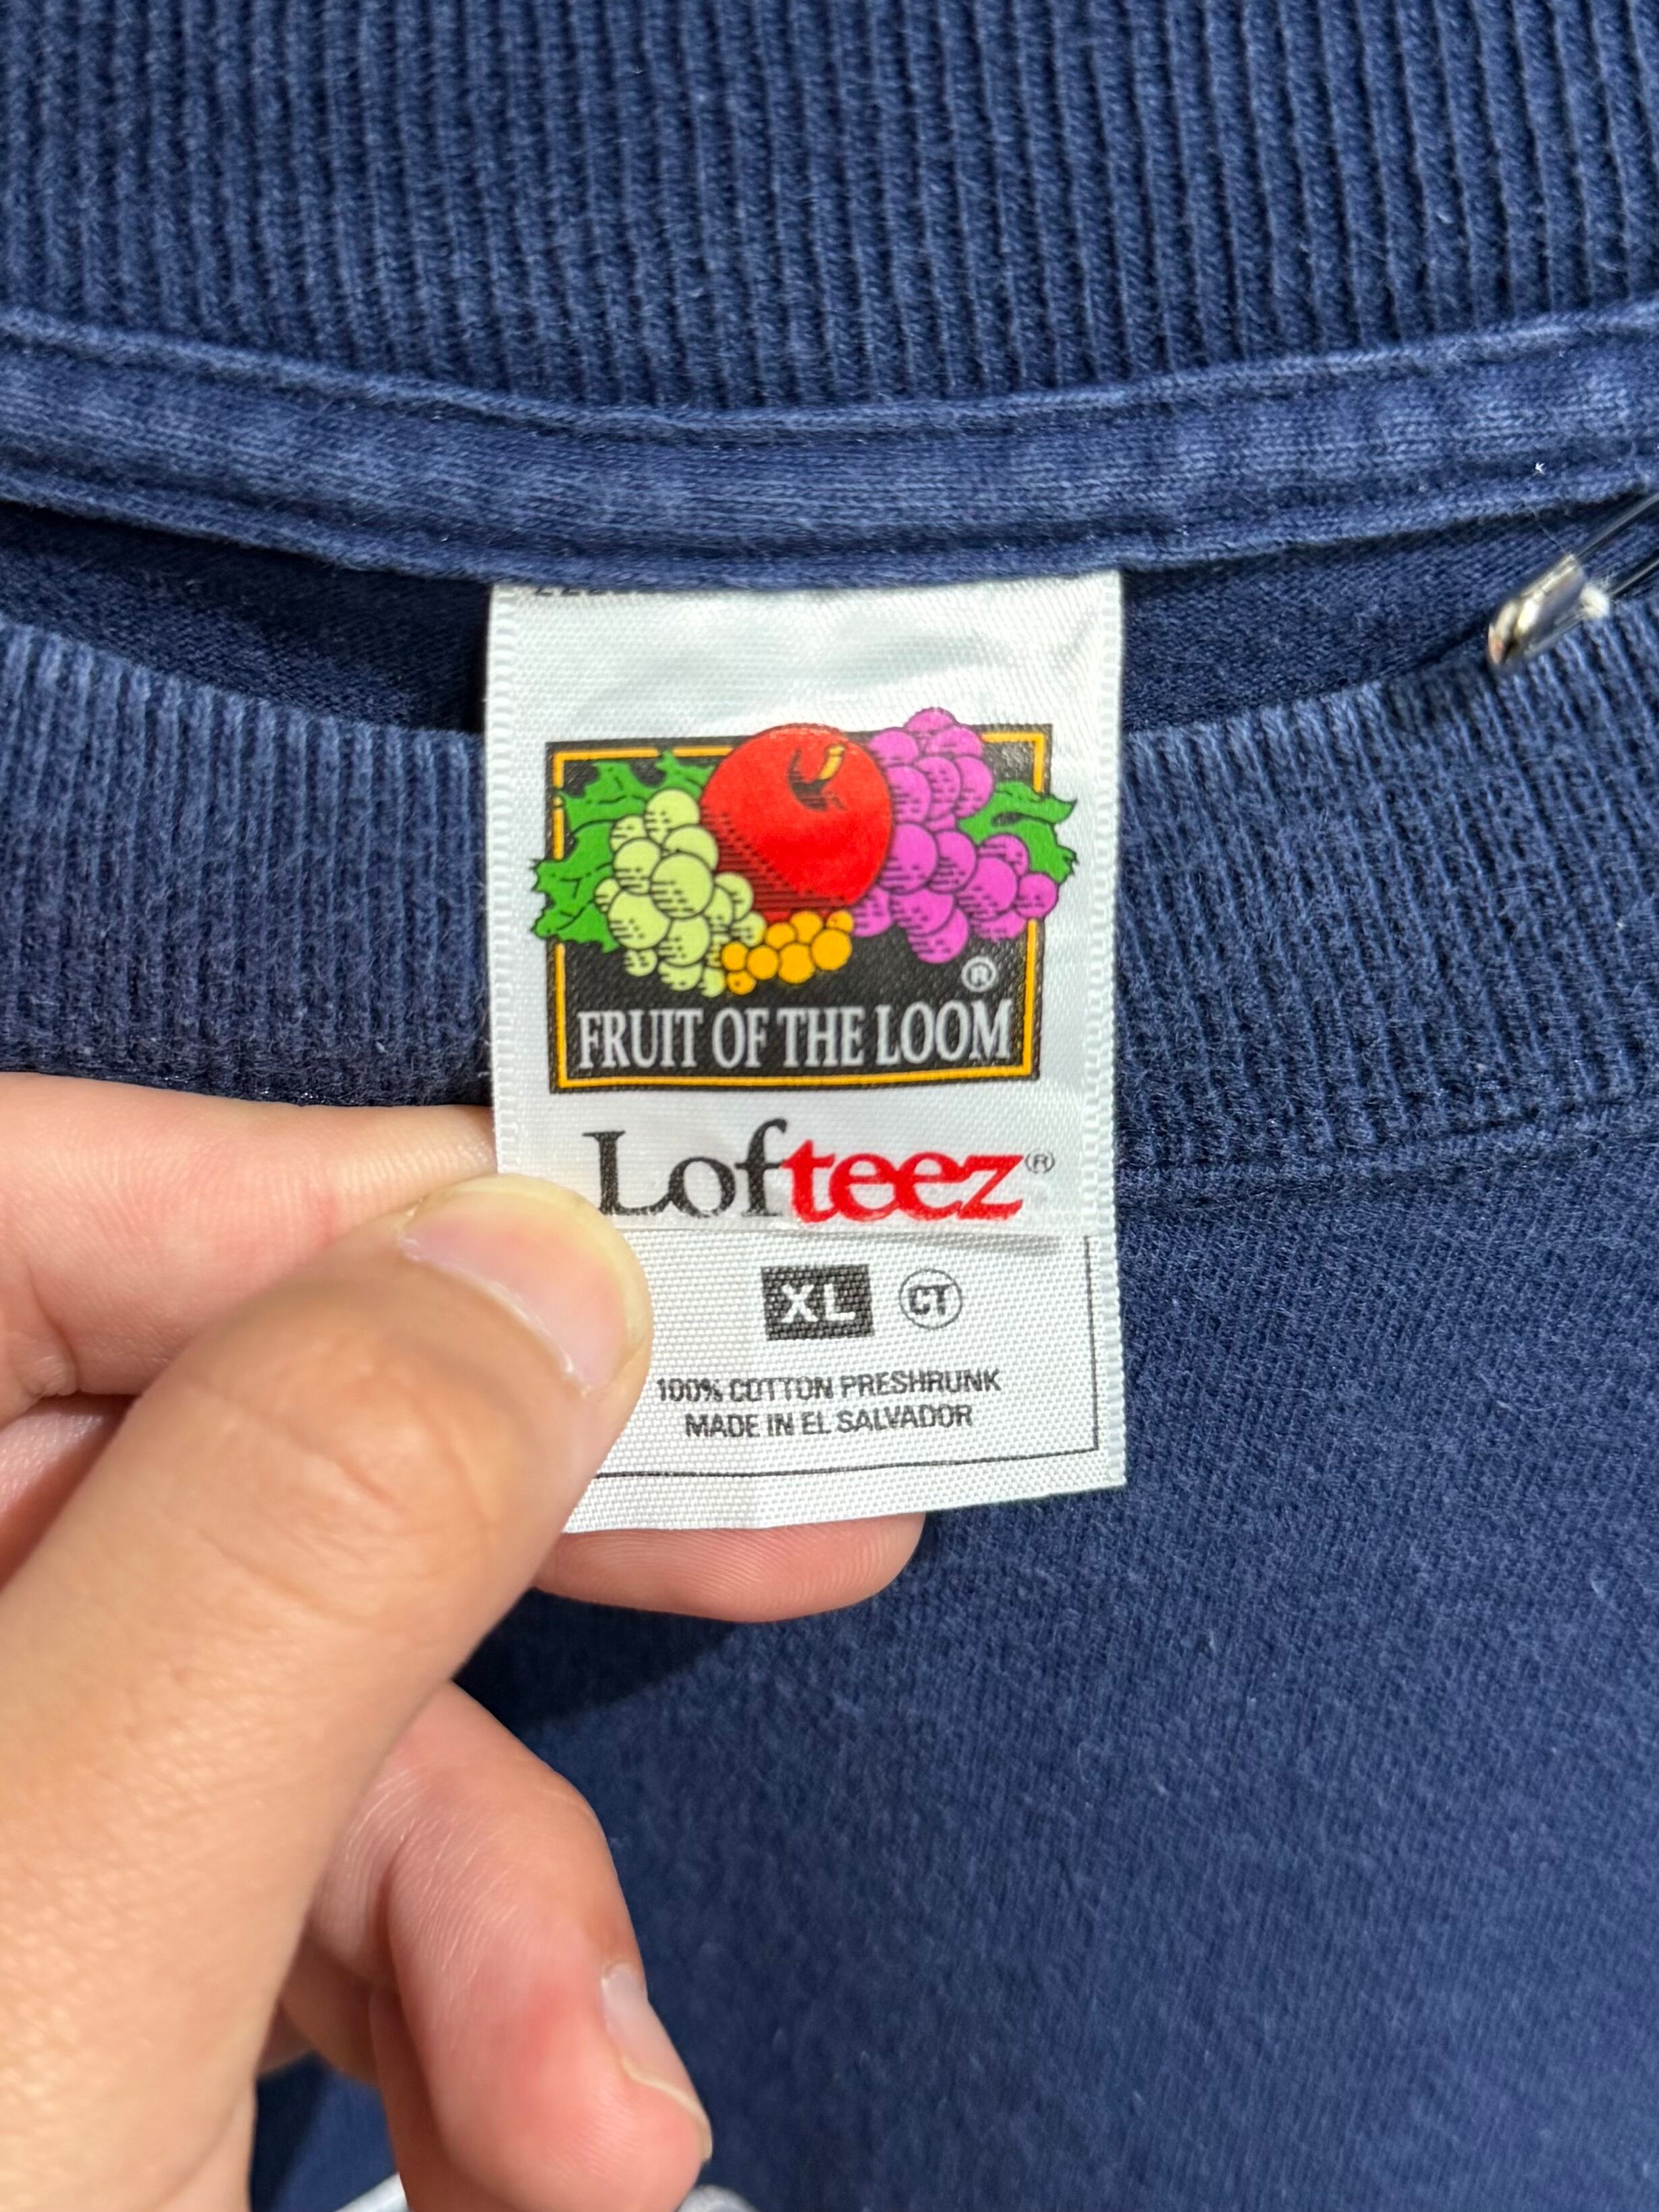 ®
FRUIT OF THE LOOM
Lofteez®
XL CT
100% COTTON PRESHRUNK
MADE IN EL SALVADOR